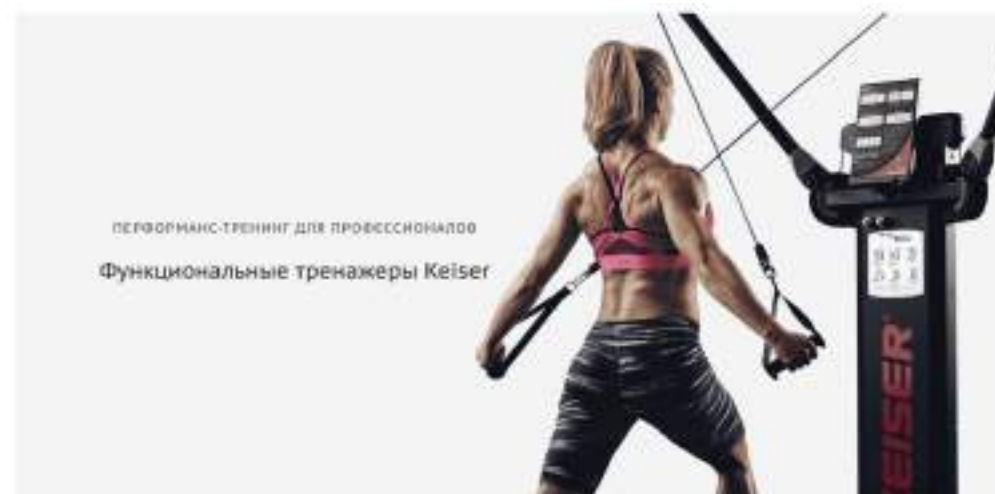 ПЕРФОРМАНС-ТРЕНИНГ ДЛЯ ПРОФЕССИОНАЛОВ
Функциональные тренажеры Keiser
KEISER